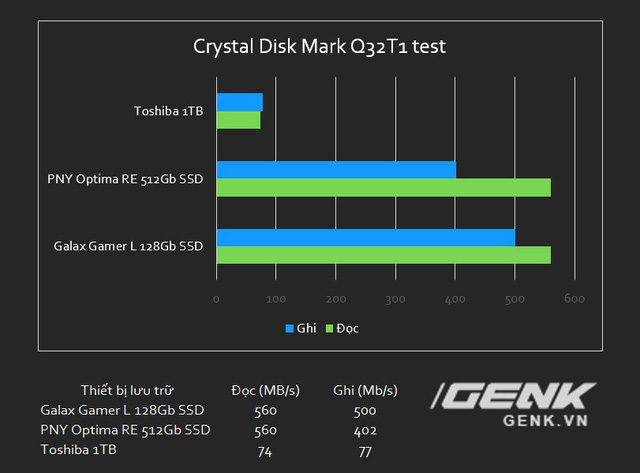 Crystal Disk Mark Q32T1 test
Toshiba 1TB
PNY Optima RE 512Gb SSD
Galax Gamer L 128Gb SSD
0 100 200 300 400 500 600
Ghi Đọc
Thiết bị lưu trữ Đọc (MB/s) Ghi (Mb/s)
Galax Gamer L 128Gb SSD 560 500
PNY Optima RE 512Gb SSD 560 402
Toshiba 1TB 74 77
GENK
GENK.VN